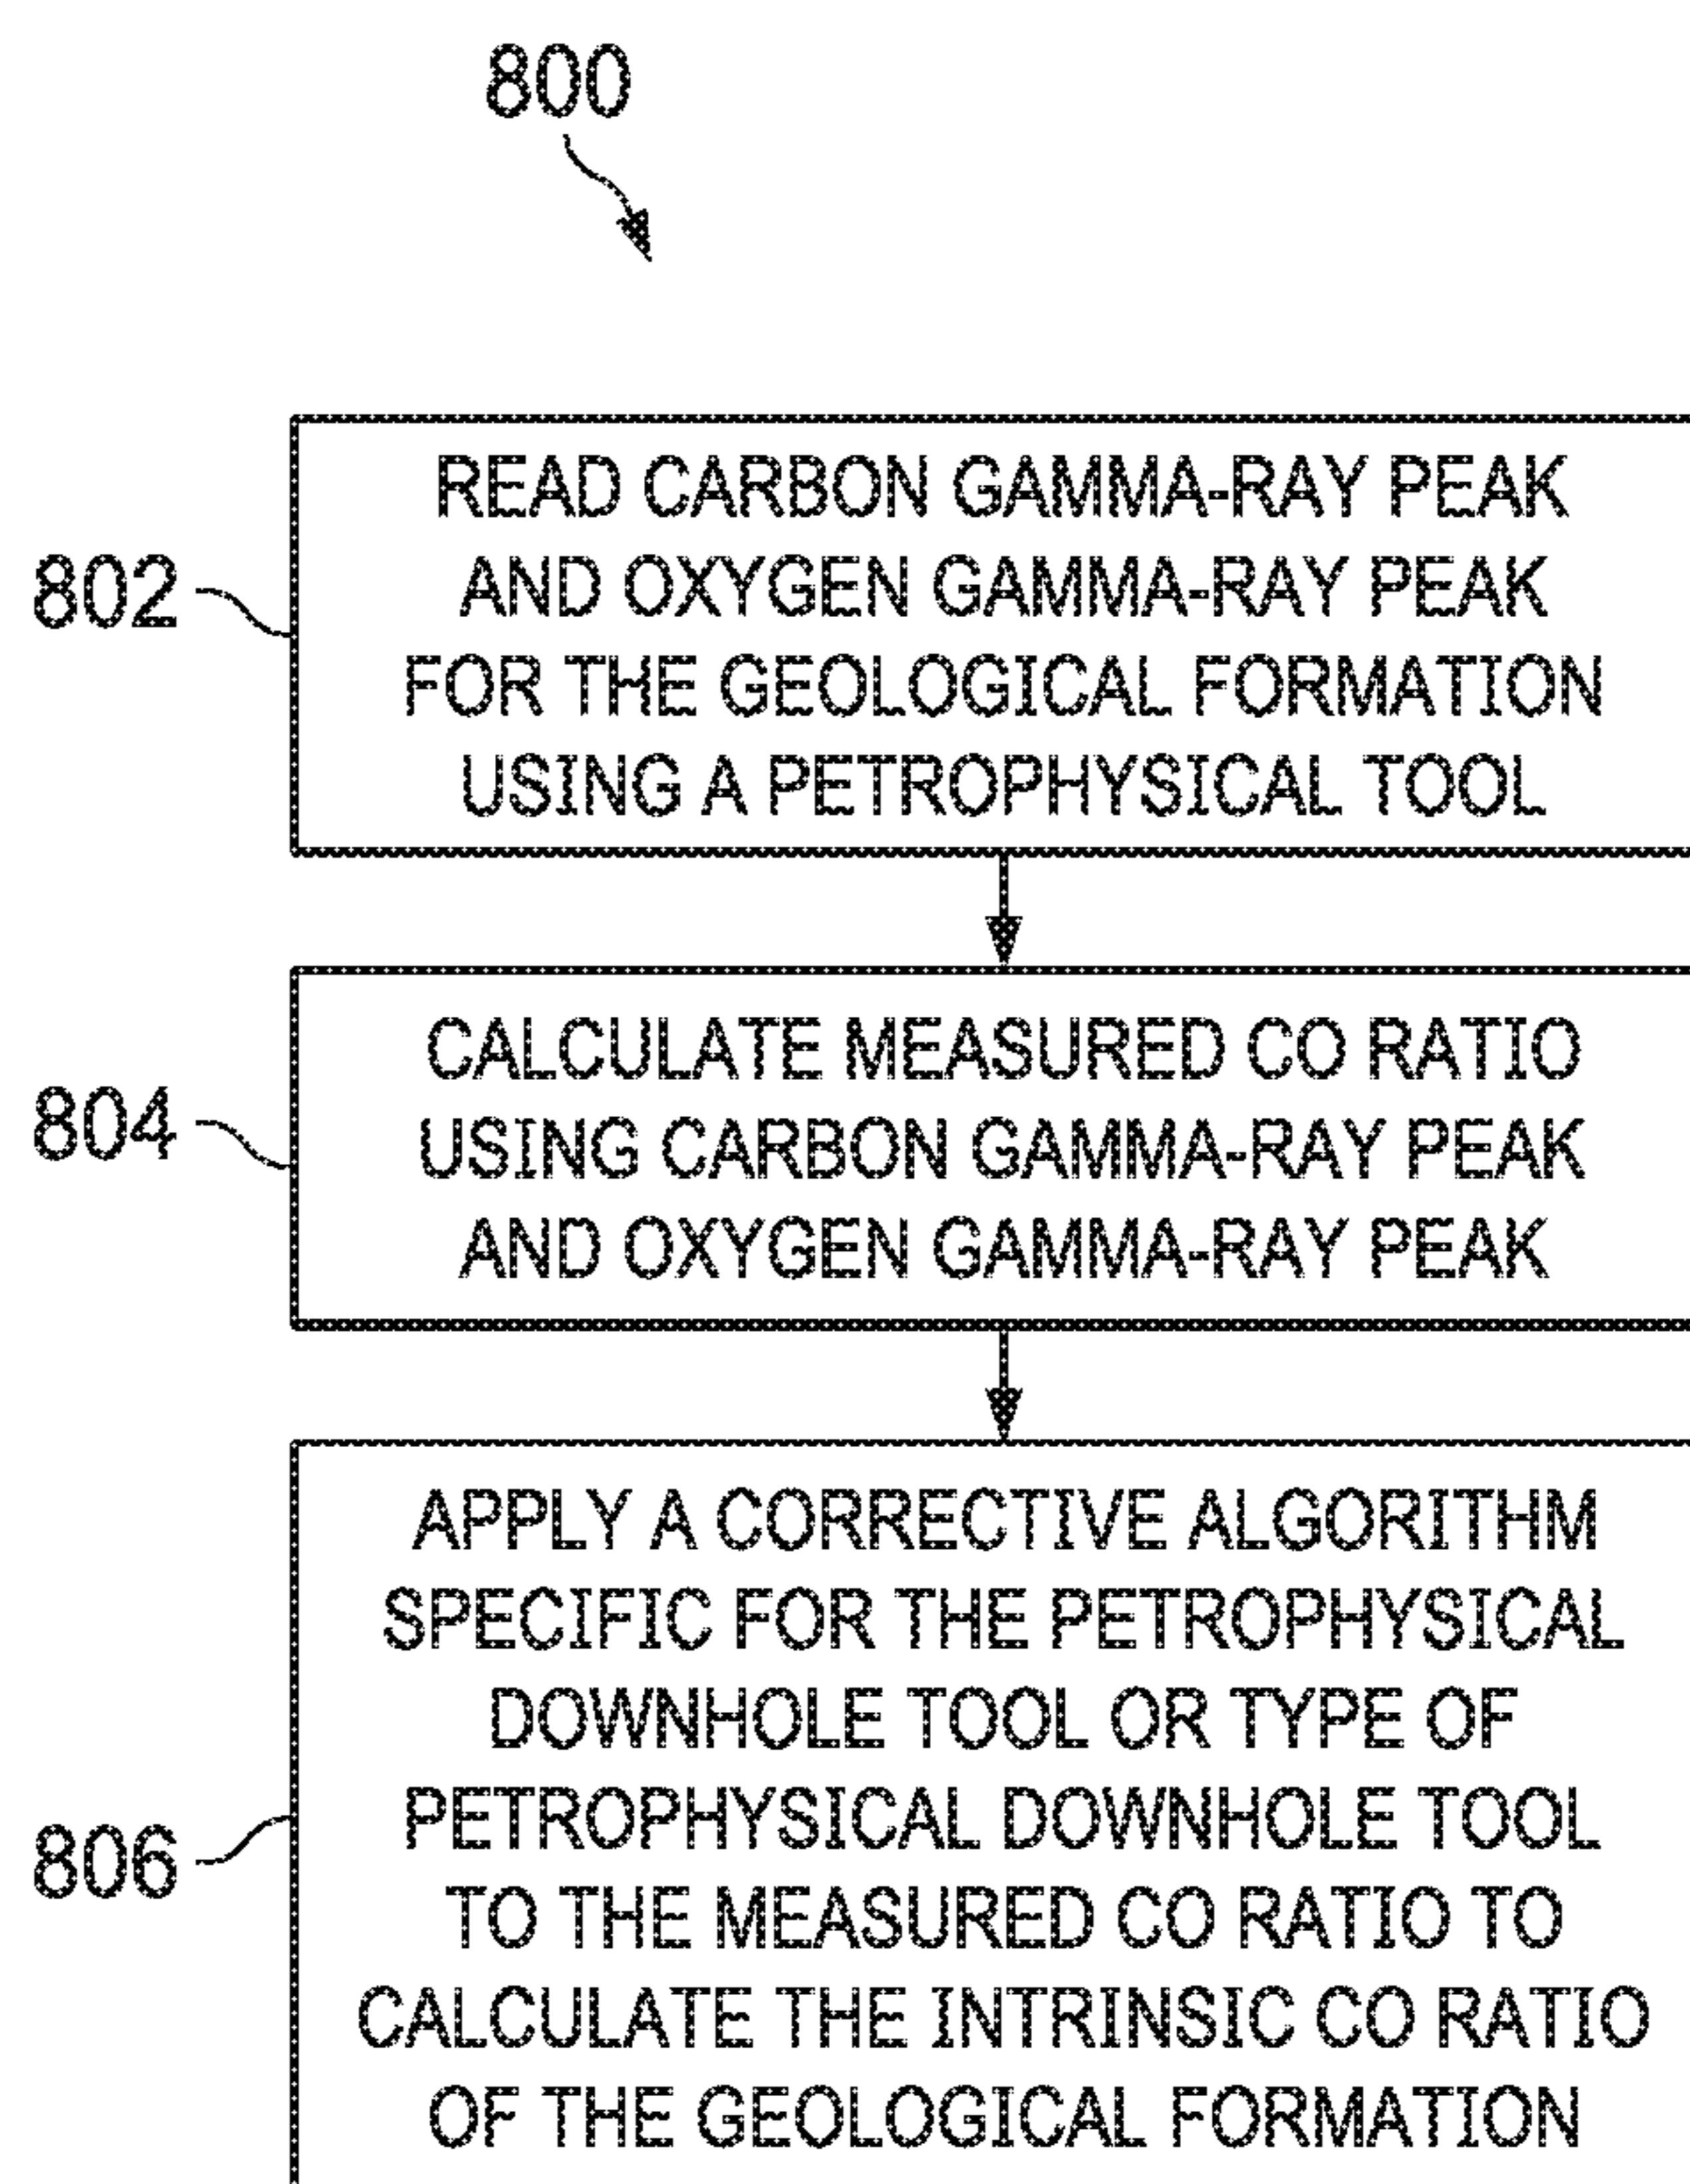 800
802
READ CARBON GAMMA-RAY PEAK
AND OXYGEN GAMMA-RAY PEAK
FOR THE GEOLOGICAL FORMATION
USING A PETROPHYSICAL TOOL
804
CALCULATE MEASURED CO RATIO
USING CARBON GAMMA-RAY PEAK
AND OXYGEN GAMMA-RAY PEAK
806
APPLY A CORRECTIVE ALGORITHM
SPECIFIC FOR THE PETROPHYSICAL
DOWNHOLE TOOL OR TYPE OF
PETROPHYSICAL DOWNHOLE TOOL
TO THE MEASURED CO RATIO TO
CALCULATE THE INTRINSIC CO RATIO
OF THE GEOLOGICAL FORMATION